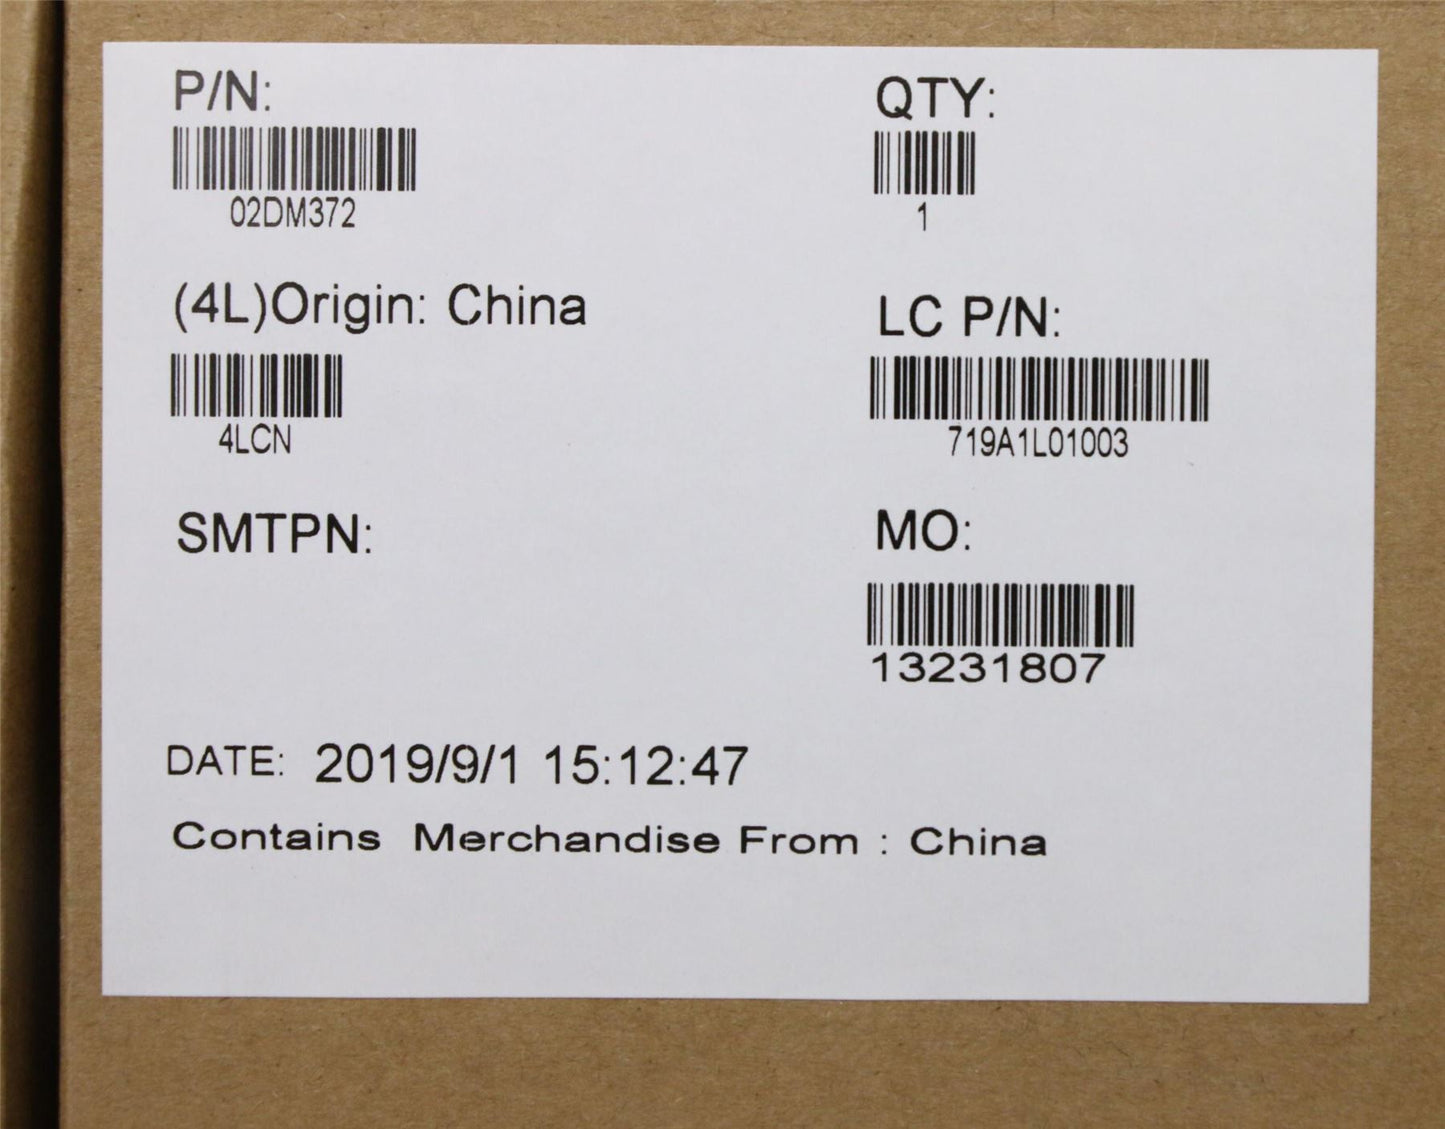 P/N:
02DM372
QTY:
1
(4L)Origin: China
4LCN
LC P/N:
719A1L01003
SMTPN:
MO:
13231807
DATE: 2019/9/1 15:12:47
Contains Merchandise From : China